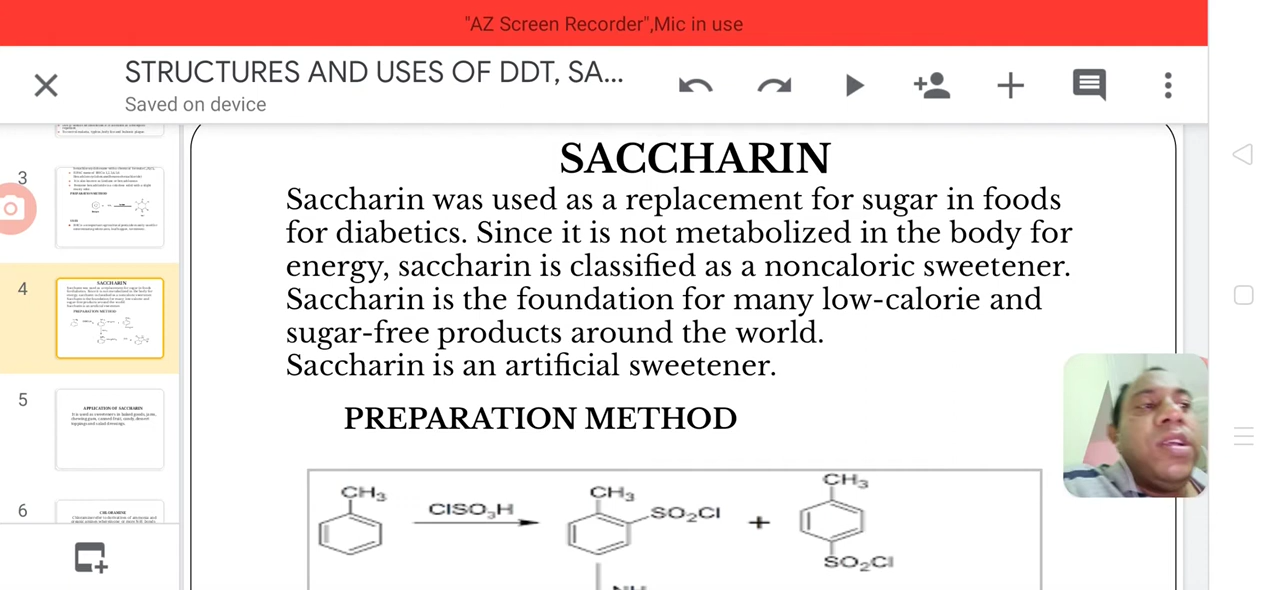 "AZ Screen Recorder",Mic in use
STRUCTURES AND USES OF DDT, SA...
Saved on device
3
4
SACCHARIN
PREPARATION METHOD
5
APPLICATION OF SACCHARIN
6
CHLORAMINE
SACCHARIN
Saccharin was used as a replacement for sugar in foods
for diabetics. Since it is not metabolized in the body for
energy, saccharin is classified as a noncaloric sweetener.
Saccharin is the foundation for many low-calorie and
sugar-free products around the world.
Saccharin is an artificial sweetener.
PREPARATION METHOD
CH3
ClSO3H
CH3
SO2Cl
+
CH3
SO2Cl